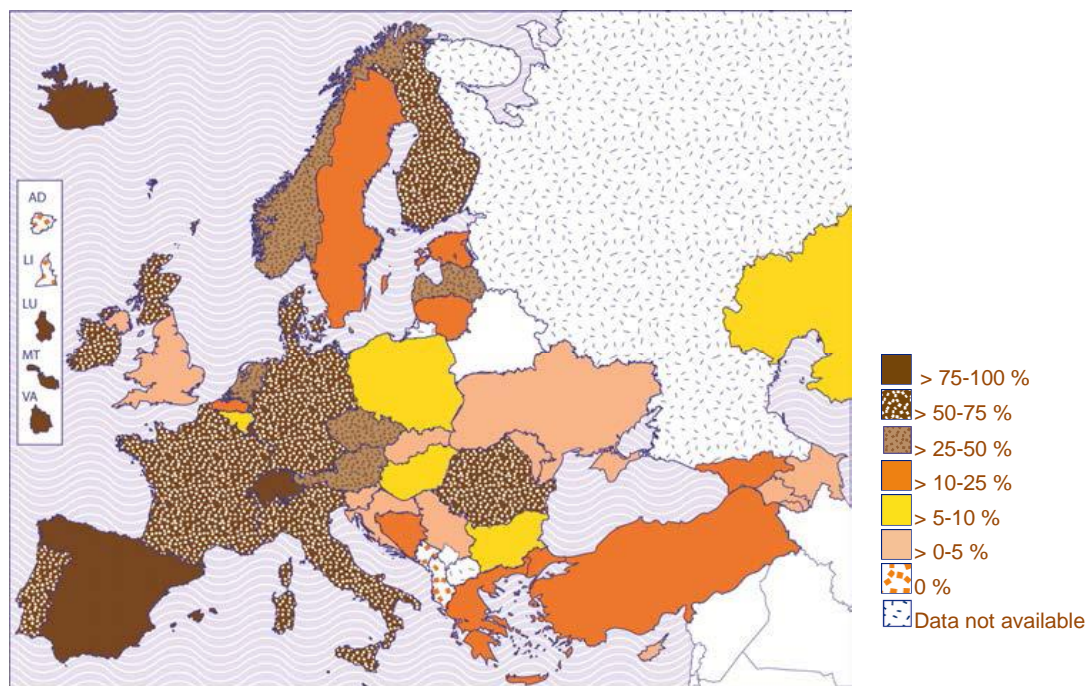 AD
LI
LU
MT
VA
> 75-100 %
> 50-75 %
> 25-50 %
> 10-25 %
> 5-10 %
> 0-5 %
0 %
Data not available